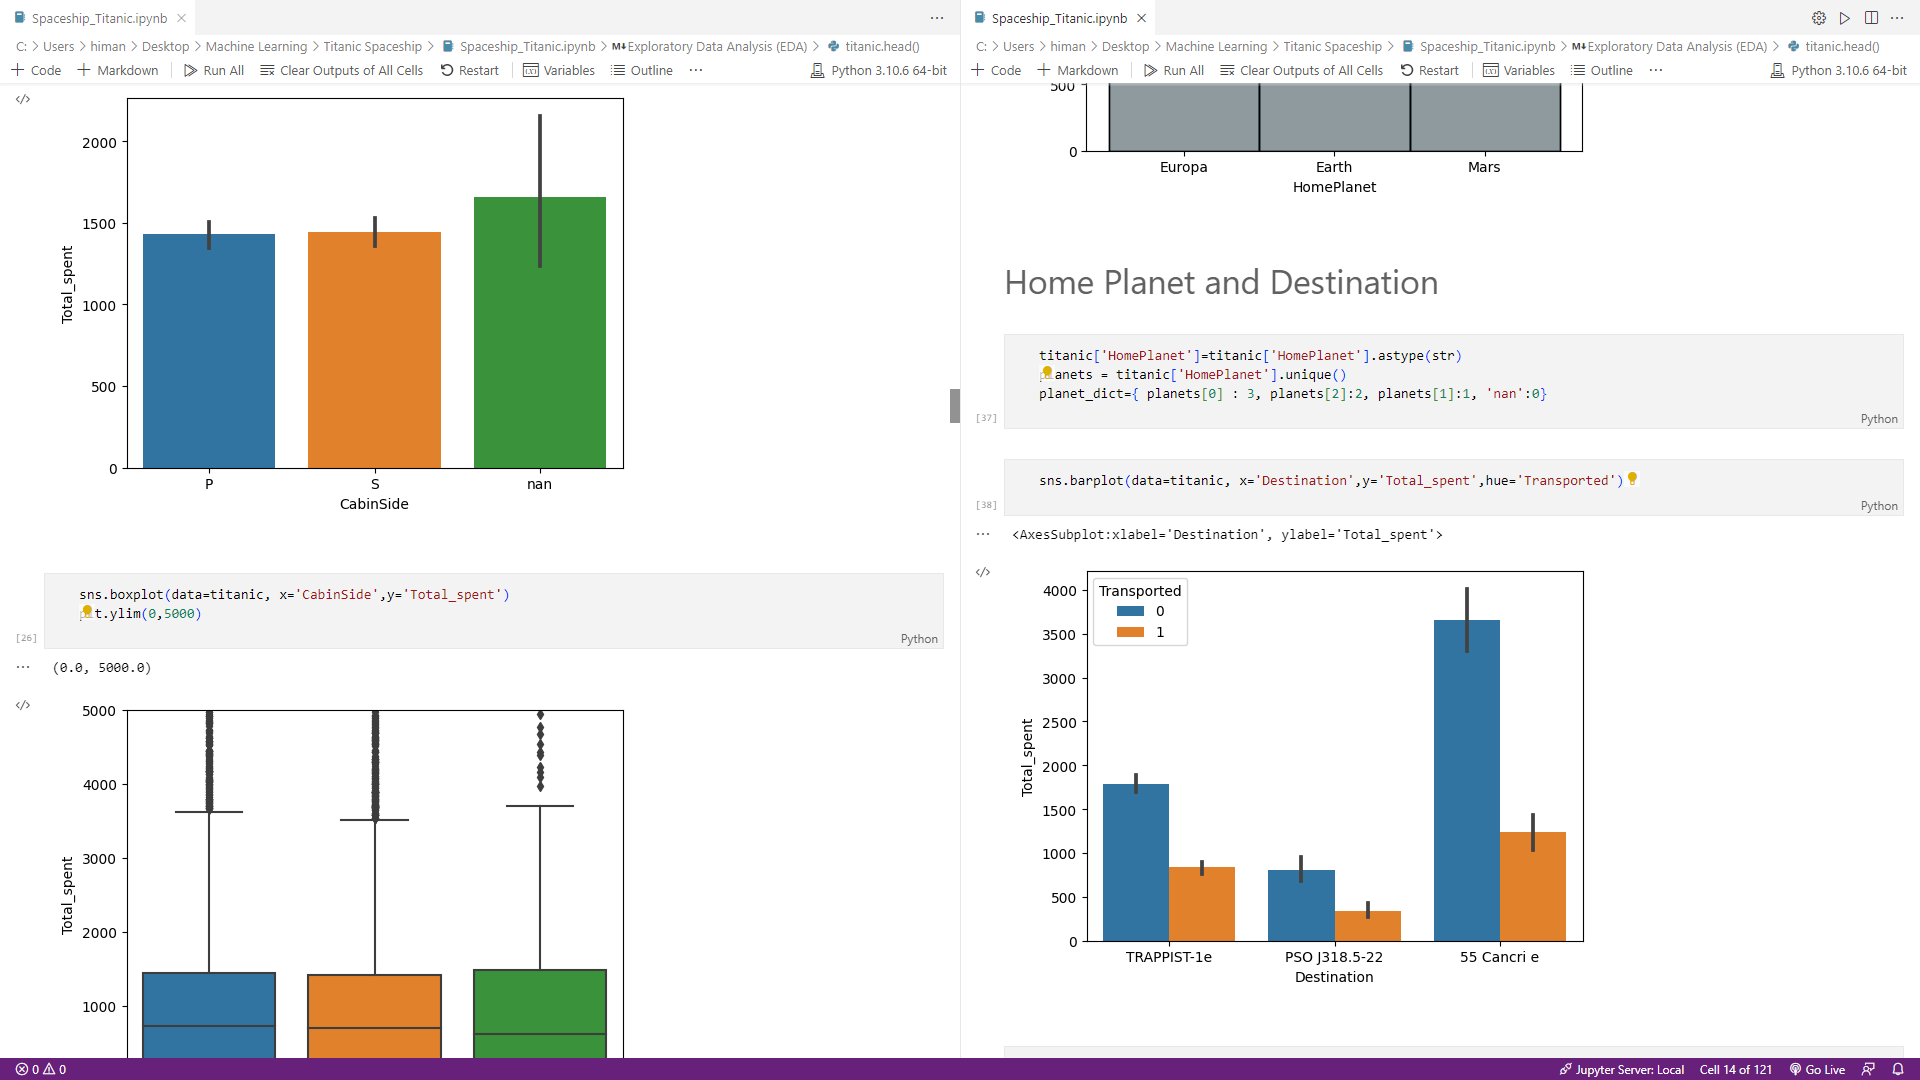 Spaceship_Titanic.ipynb
C: > Users > himan > Desktop > Machine Learning > Titanic Spaceship > Spaceship_Titanic.ipynb > M↓Exploratory Data Analysis (EDA) > titanic.head()
+ Code + Markdown Run All Clear Outputs of All Cells Restart Variables Outline ... Python 3.10.6 64-bit
2000
1500
1000
500
0
Total_spent
P S nan
CabinSide
sns.boxplot(data=titanic, x='CabinSide',y='Total_spent')
t.ylim(0,5000)
[26]
Python
(0.0, 5000.0)
5000
4000
3000
2000
1000
Total_spent
Spaceship_Titanic.ipynb
C: > Users > himan > Desktop > Machine Learning > Titanic Spaceship > Spaceship_Titanic.ipynb > M↓Exploratory Data Analysis (EDA) > titanic.head()
+ Code + Markdown Run All Clear Outputs of All Cells Restart Variables Outline ... Python 3.10.6 64-bit
500
0
Europa Earth Mars
HomePlanet
Home Planet and Destination
titanic['HomePlanet']=titanic['HomePlanet'].astype(str)
anets = titanic['HomePlanet'].unique()
planet_dict={ planets[0] : 3, planets[2]:2, planets[1]:1, 'nan':0}
[37]
Python
sns.barplot(data=titanic, x='Destination',y='Total_spent',hue='Transported')
[38]
Python
<AxesSubplot:xlabel='Destination', ylabel='Total_spent'>
Transported
0
1
4000
3500
3000
2500
2000
1500
1000
500
0
Total_spent
TRAPPIST-1e PSO J318.5-22 55 Cancri e
Destination
0 0
Jupyter Server: Local Cell 14 of 121 Go Live